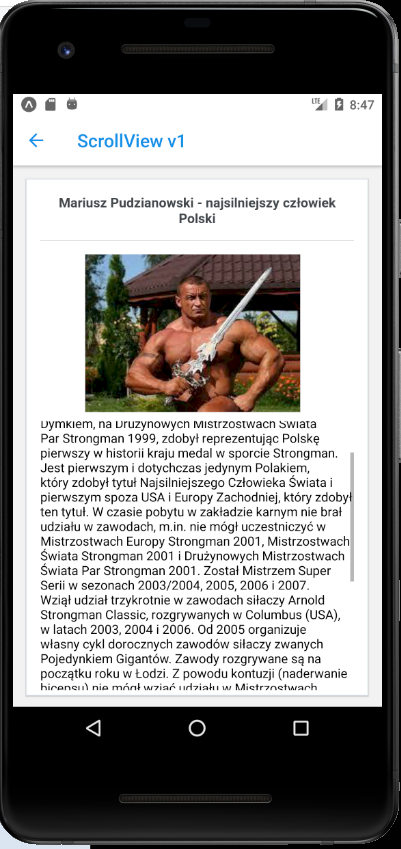 LTE 8:47
ScrollView v1
Mariusz Pudzianowski - najsilniejszy człowiek
Polski
Dymkiem, na Drużynowych Mistrzostwach Świata
Par Strongman 1999, zdobył reprezentując Polskę
pierwszy w historii kraju medal w sporcie Strongman.
Jest pierwszym i dotychczas jedynym Polakiem,
który zdobył tytuł Najsilniejszego Człowieka Świata i
pierwszym spoza USA i Europy Zachodniej, który zdobył
ten tytuł. W czasie pobytu w zakładzie karnym nie brał
udziału w zawodach, m.in. nie mógł uczestniczyć w
Mistrzostwach Europy Strongman 2001, Mistrzostwach
Świata Strongman 2001 i Drużynowych Mistrzostwach
Świata Par Strongman 2001. Został Mistrzem Super
Serii w sezonach 2003/2004, 2005, 2006 i 2007.
Wziął udział trzykrotnie w zawodach siłaczy Arnold
Strongman Classic, rozgrywanych w Columbus (USA),
w latach 2003, 2004 i 2006. Od 2005 organizuje
własny cykl dorocznych zawodów siłaczy zwanych
Pojedynkiem Gigantów. Zawody rozgrywane są na
początku roku w Łodzi. Z powodu kontuzji (naderwanie
bicepsu) nie mógł wziąć udziału w Mistrzostwach